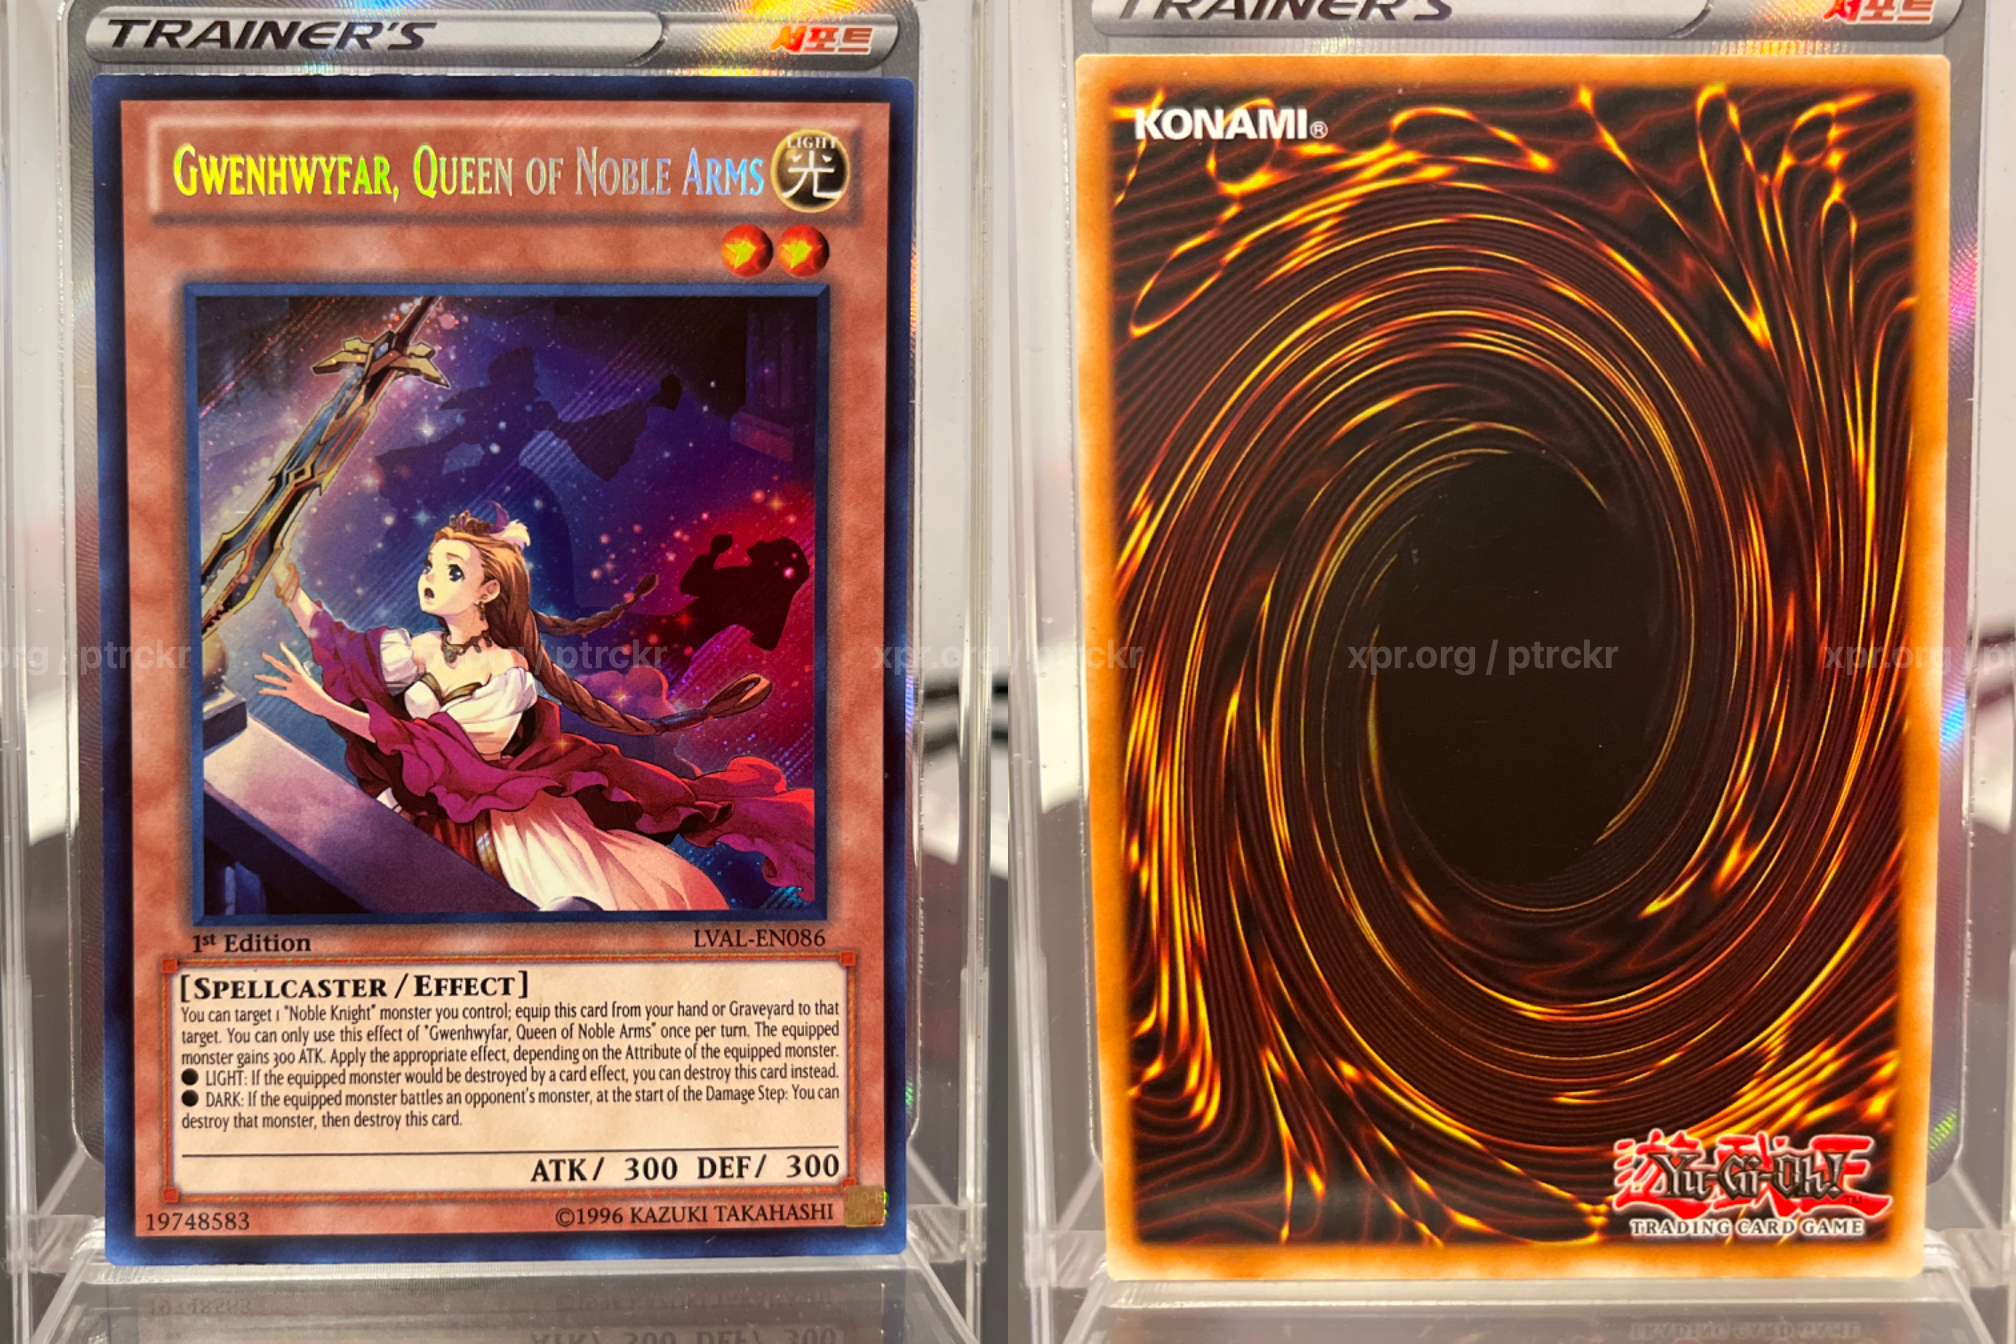 TRAINER'S
서포트
GWENHWYFAR, QUEEN OF NOBLE ARMS
LIGHT
光
1st Edition
LVAL-EN086
[SPELLCASTER / EFFECT]
You can target 1 "Noble Knight" monster you control; equip this card from your hand or Graveyard to that
target. You can only use this effect of "Gwenhwyfar, Queen of Noble Arms" once per turn. The equipped
monster gains 300 ATK. Apply the appropriate effect, depending on the Attribute of the equipped monster.
● LIGHT: If the equipped monster would be destroyed by a card effect, you can destroy this card instead.
● DARK: If the equipped monster battles an opponent's monster, at the start of the Damage Step: You can
destroy that monster, then destroy this card.
ATK/ 300 DEF/ 300
19748583
©1996 KAZUKI TAKAHASHI
TRAINER'S
서포트
KONAMI®
遊戯王
Yu-Gi-Oh!™
TRADING CARD GAME
org / ptrckr
xpr.org / ptrckr
xpr.org / ptrckr
xpr.org / ptrckr